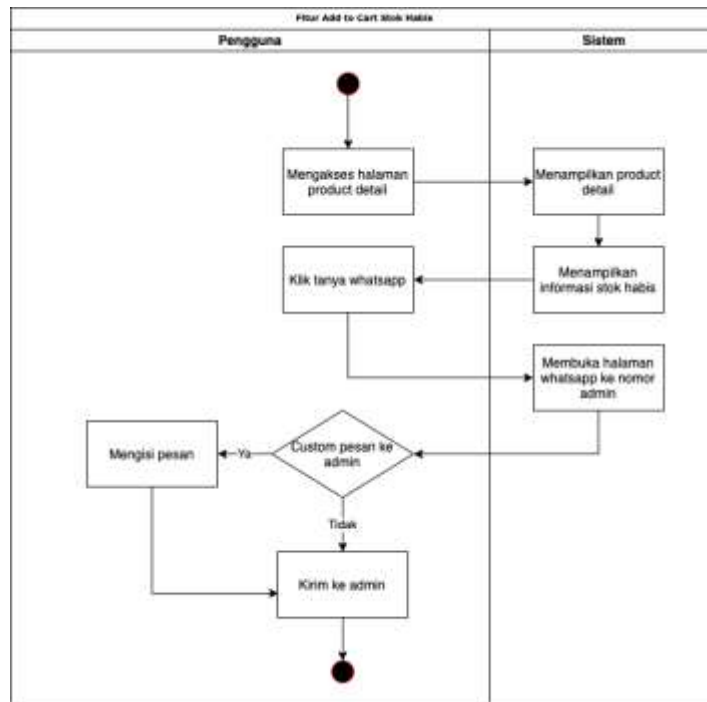 Fitur Add to Cart Stok Habis
Pengguna
Sistem
Mengakses halaman
product detail
Menampilkan product
detail
Klik tanya whatsapp
Menampilkan
informasi stok habis
Membuka halaman
whatsapp ke nomor
admin
Custom pesan ke
admin
Ya
Mengisi pesan
Tidak
Kirim ke admin